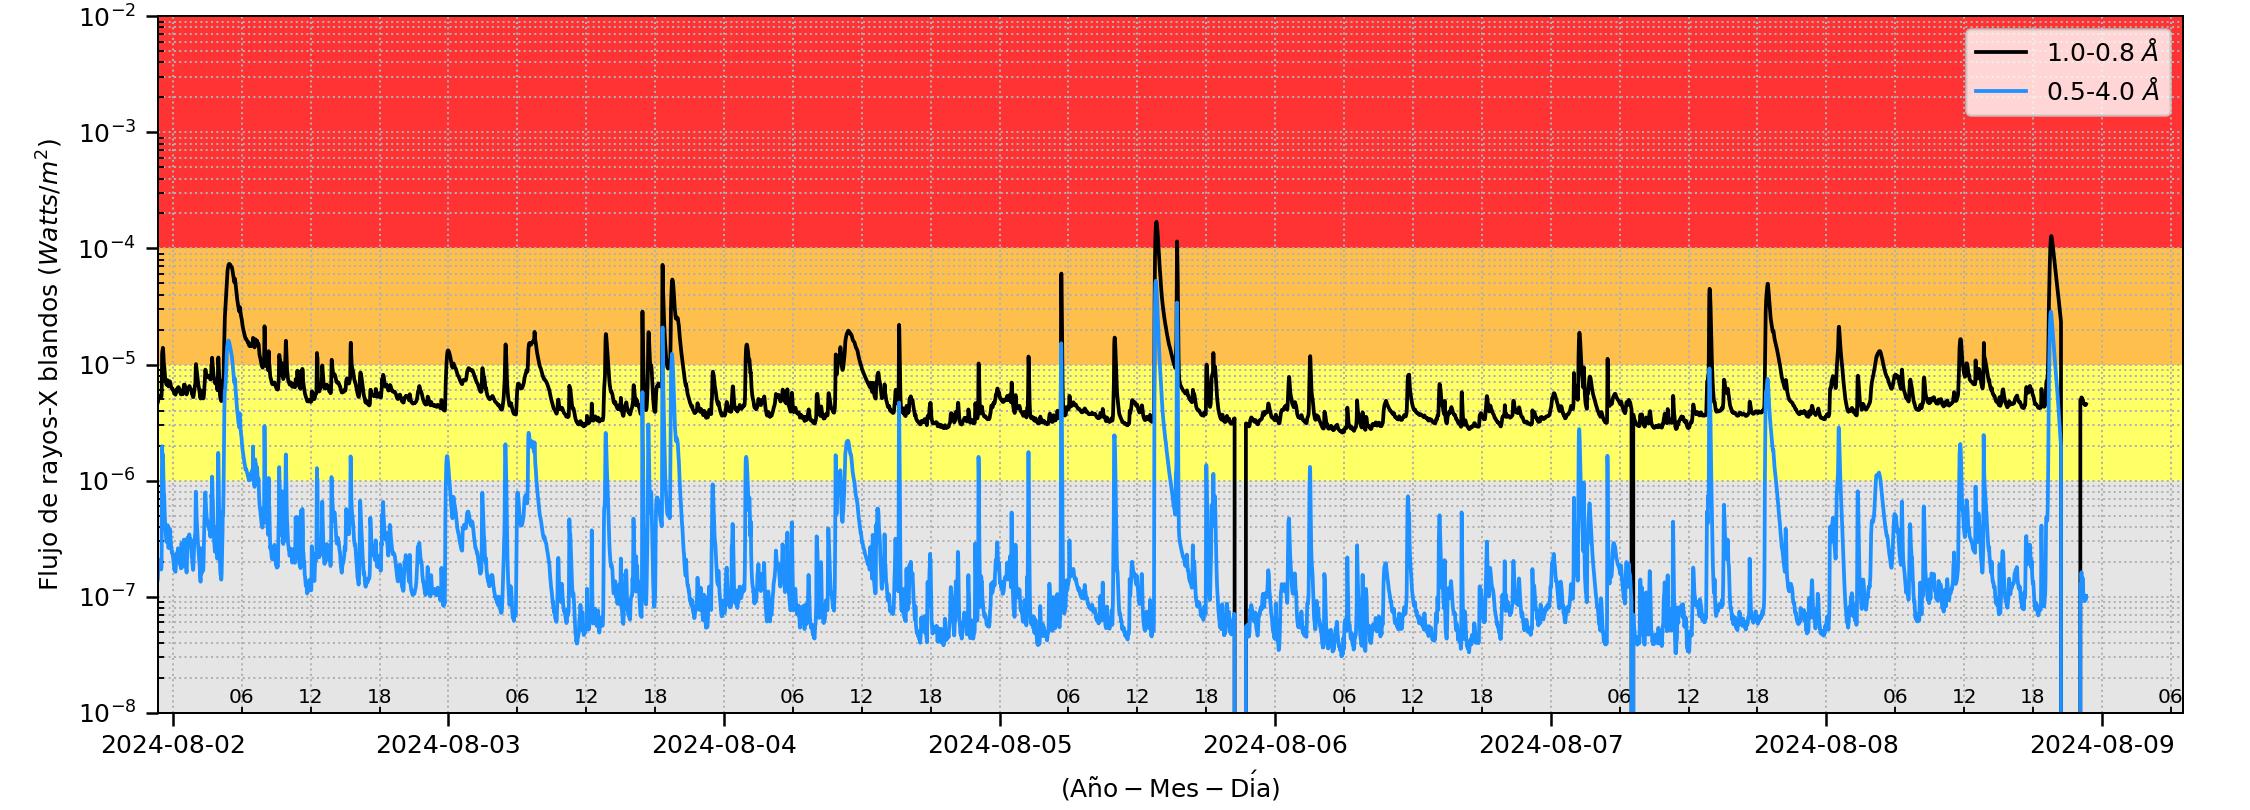 10−2
10−3
10−4
10−5
10−6
10−7
10−8
Flujo de rayos-X blandos (Watts/m2)
1.0-0.8 Å
0.5-4.0 Å
06 12 18 06 12 18 06 12 18 06 12 18 06 12 18 06 12 18 06 12 18 06
2024-08-02 2024-08-03 2024-08-04 2024-08-05 2024-08-06 2024-08-07 2024-08-08 2024-08-09
(Año − Mes − Día)